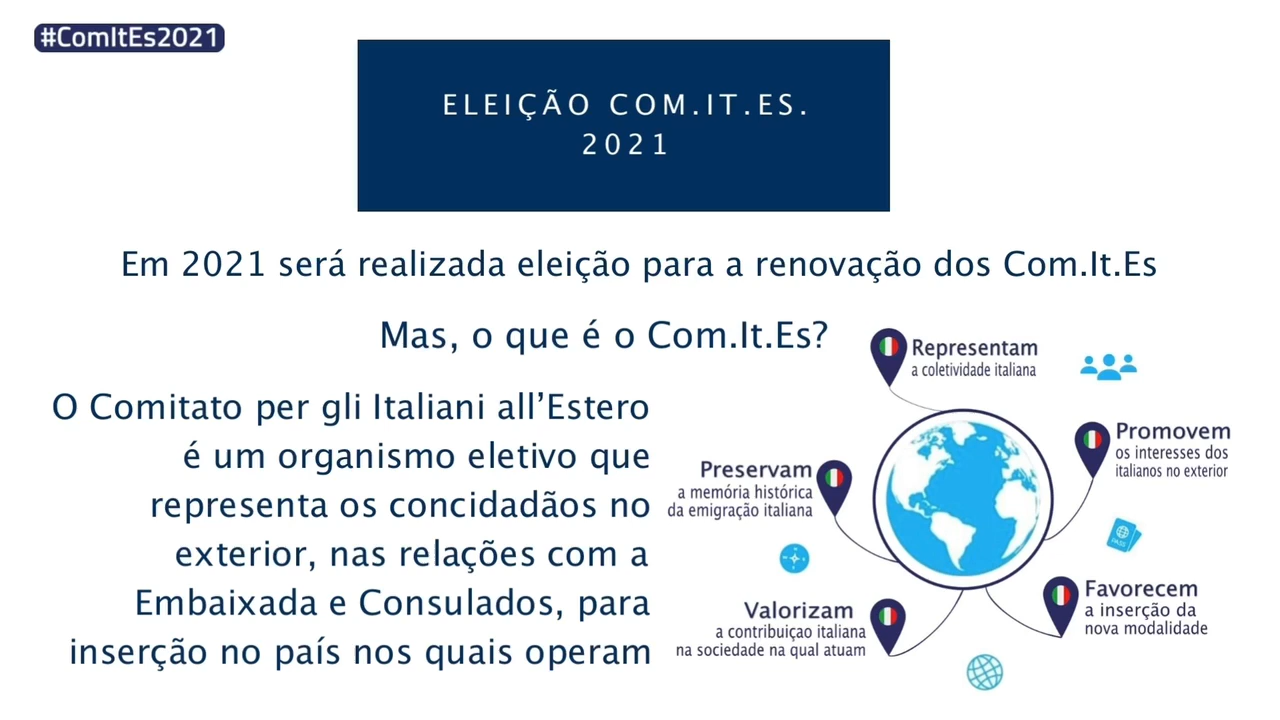 #ComItEs2021
ELEIÇÃO COM.IT.ES.
2021
Em 2021 será realizada eleição para a renovação dos Com.It.Es
Mas, o que é o Com.It.Es?
O Comitato per gli Italiani all’Estero
é um organismo eletivo que
representa os concidadãos no
exterior, nas relações com a
Embaixada e Consulados, para
inserção no país nos quais operam
Representam
a coletividade italiana
Promovem
os interesses dos
italianos no exterior
Preservam
a memória histórica
da emigração italiana
PASS
Favorecem
a inserção da
nova modalidade
Valorizam
a contribuiçao italiana
na sociedade na qual atuam